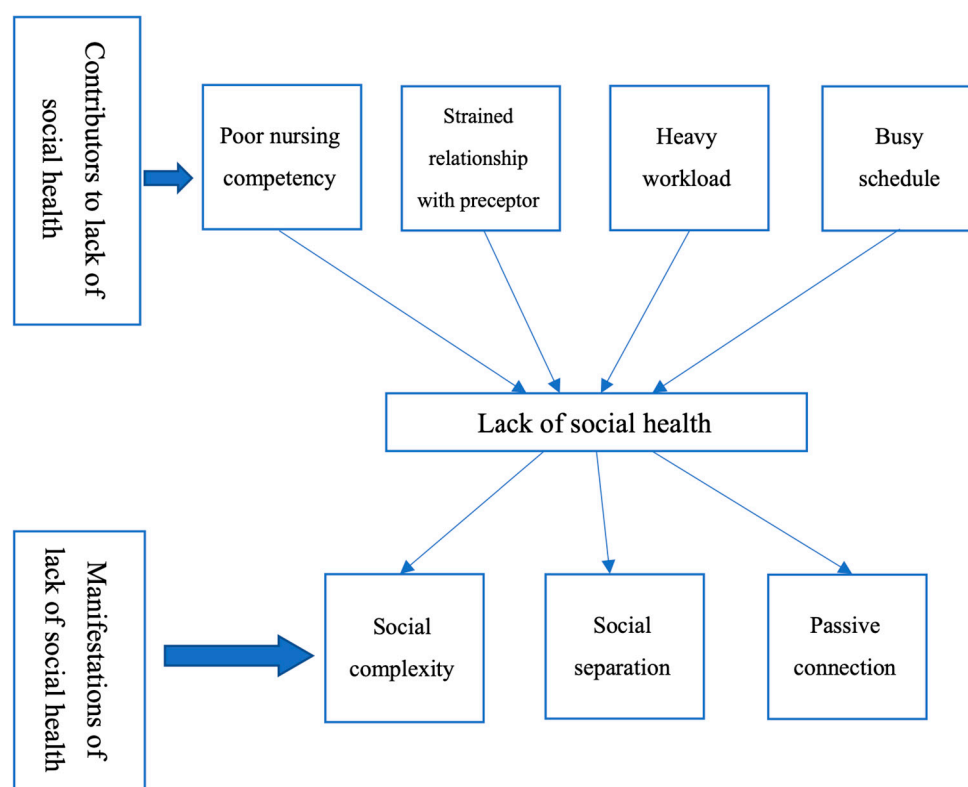 Contributors to lack of
social health
Poor nursing
competency
Strained
relationship
with preceptor
Heavy
workload
Busy
schedule
Lack of social health
Manifestations of
lack of social health
Social
complexity
Social
separation
Passive
connection